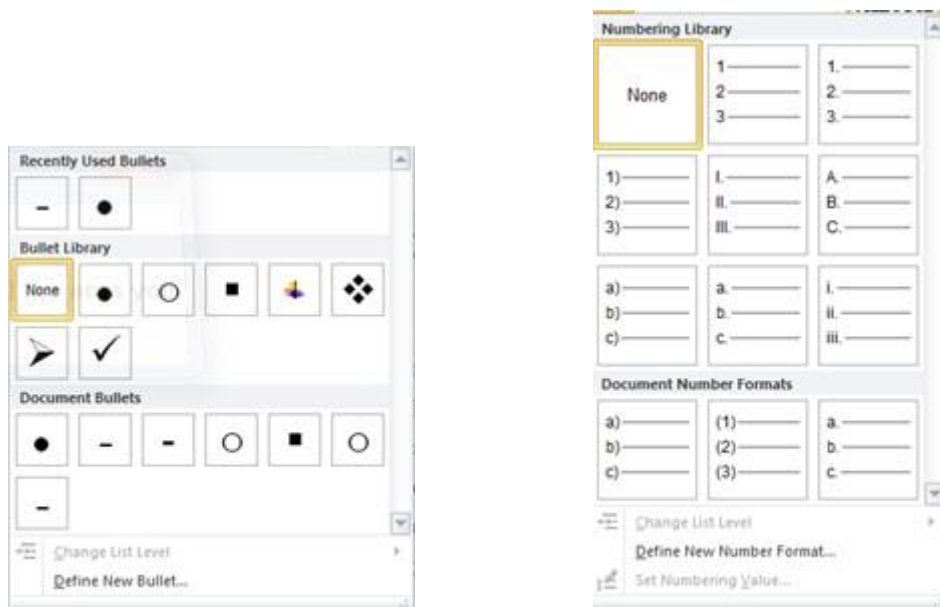 Recently Used Bullets
Bullet Library
None
Document Bullets
Change List Level
Define New Bullet...
Numbering Library
None
1
2
3
1.
2.
3.
1)
2)
3)
I.
II.
III.
A.
B.
C.
a)
b)
c)
a.
b.
c.
i.
ii.
iii.
Document Number Formats
a)
b)
c)
(1)
(2)
(3)
a.
b.
c.
Change List Level
Define New Number Format...
Set Numbering Value...